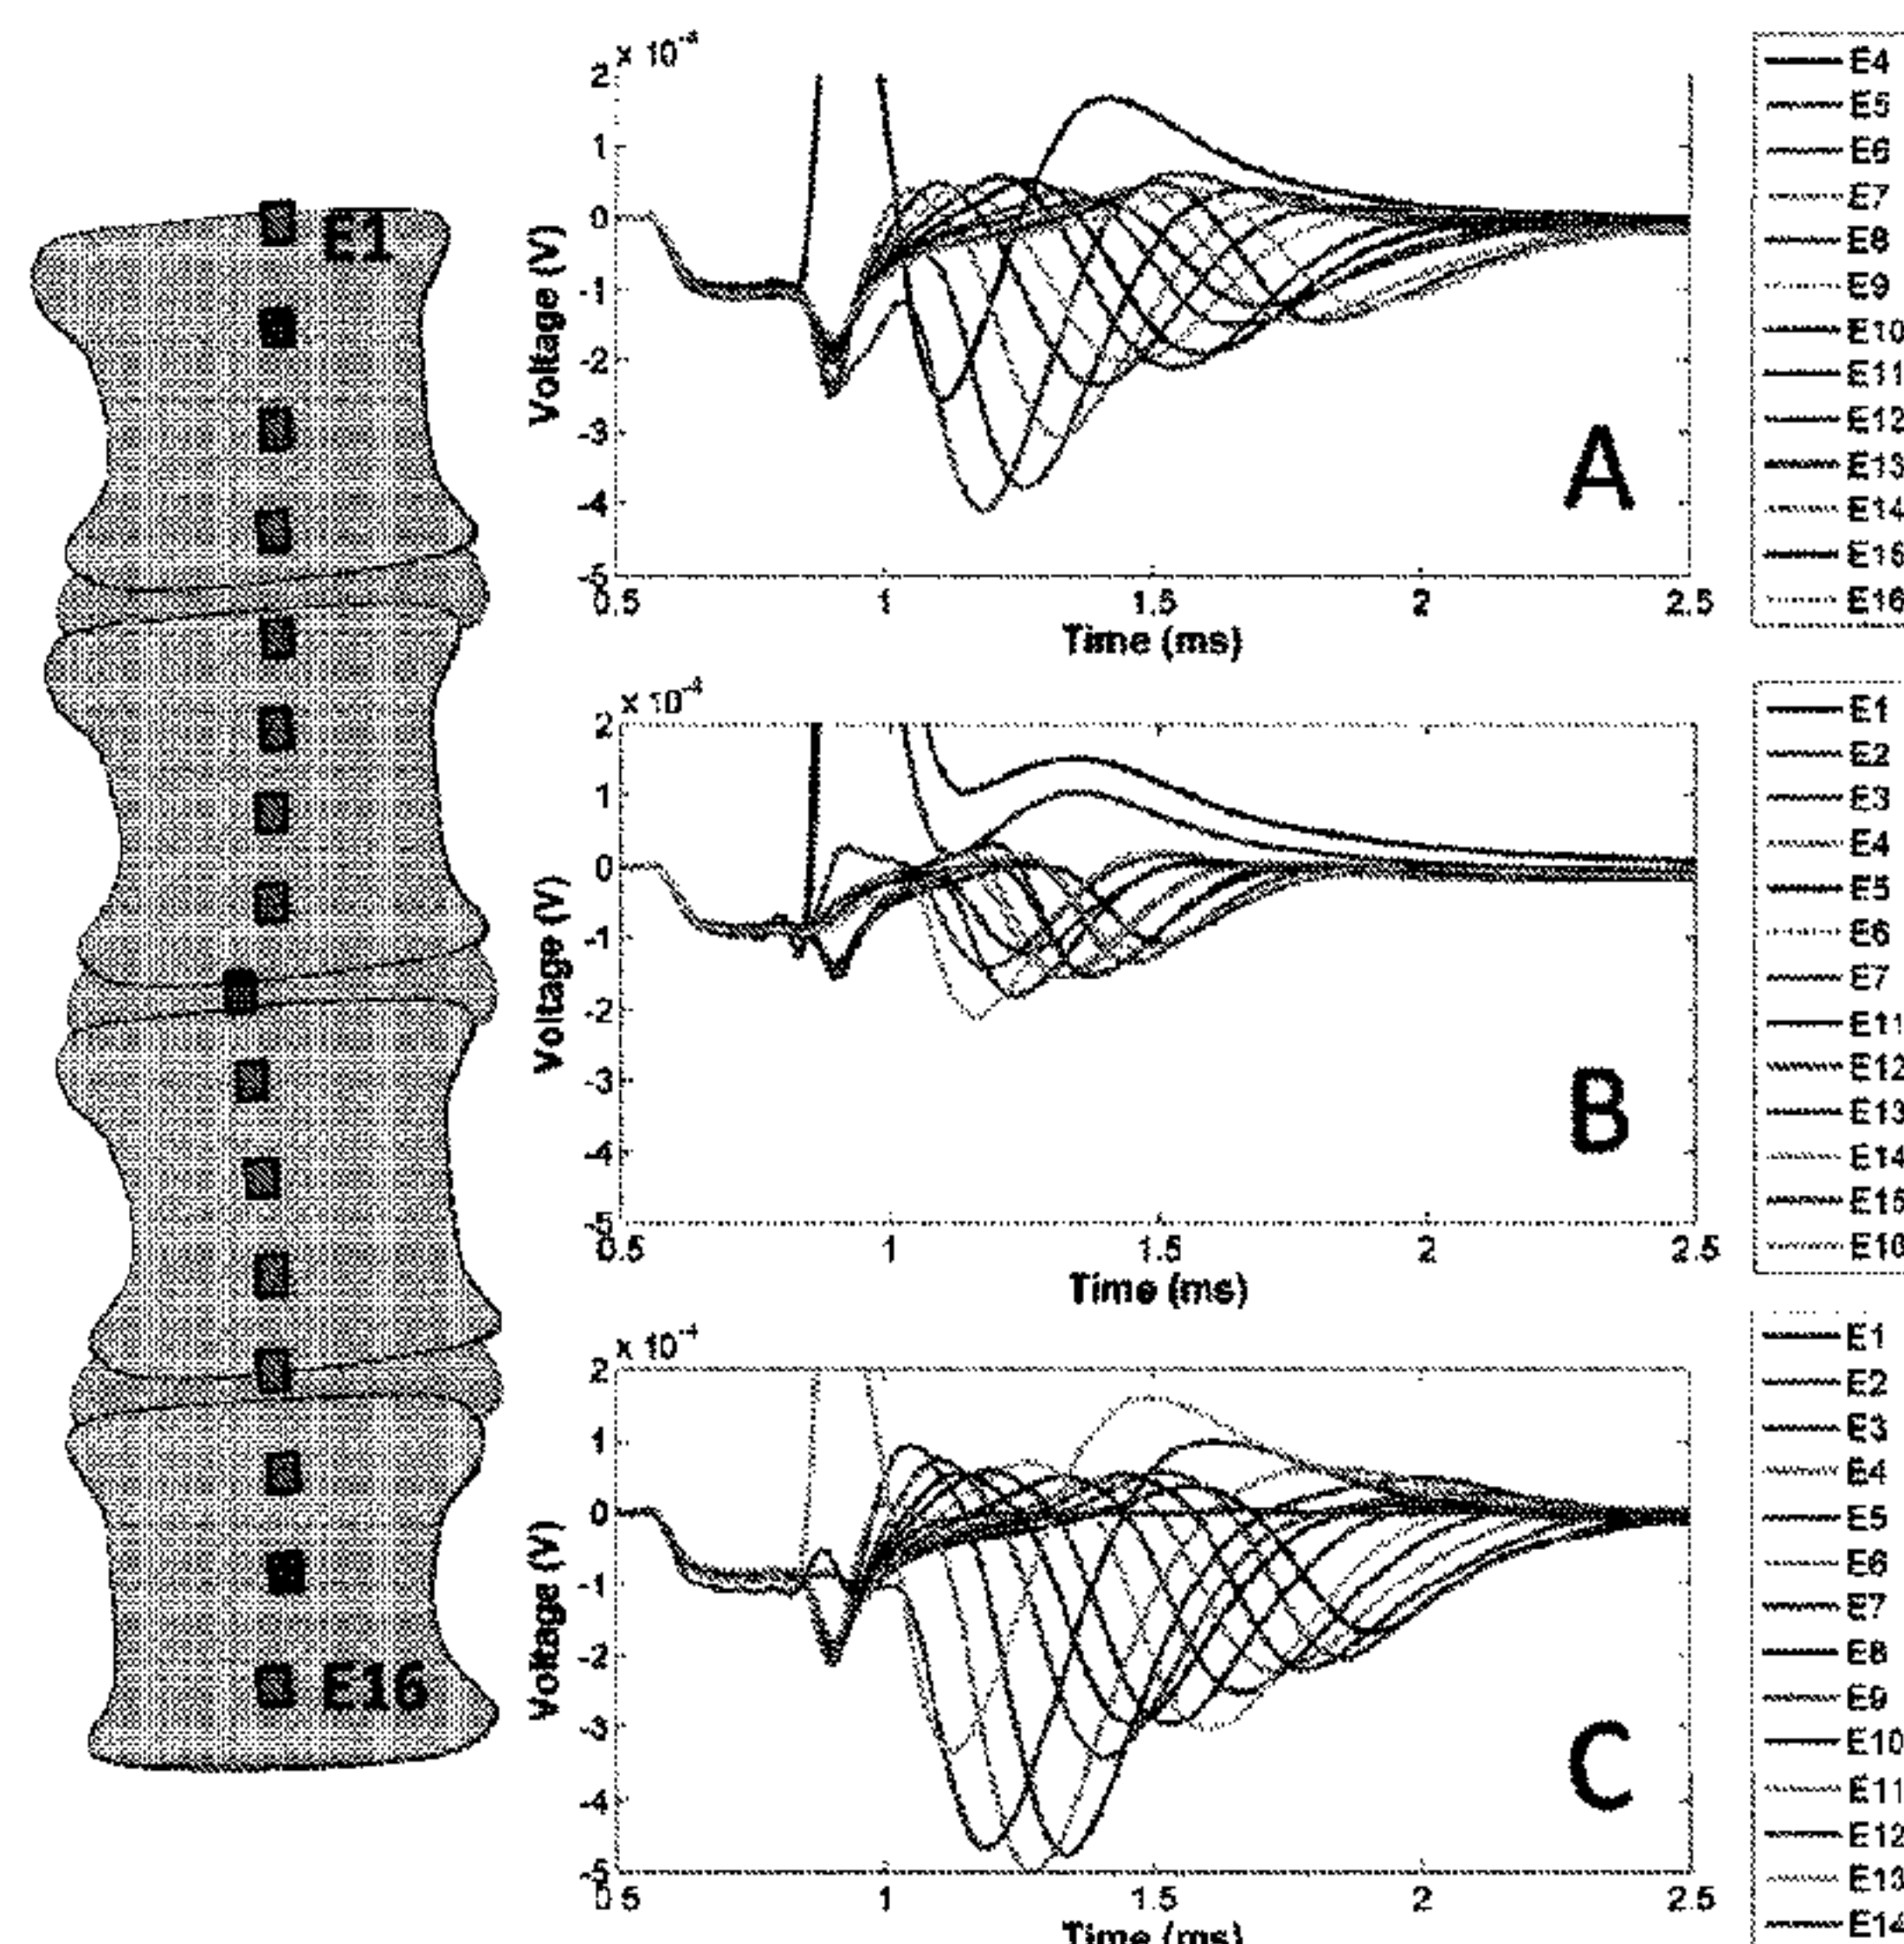 E1
E16
x 10⁻⁴
2
1
0
-1
-2
-3
-4
-5
0.5 1 1.5 2 2.5
Time (ms)
Voltage (V)
A
E4
E5
E6
E7
E8
E9
E10
E11
E12
E13
E14
E15
E16
x 10⁻⁴
2
1
0
-1
-2
-3
-4
-5
0.5 1 1.5 2 2.5
Time (ms)
Voltage (V)
B
E1
E2
E3
E4
E5
E6
E7
E11
E12
E13
E14
E15
E16
x 10⁻⁴
2
1
0
-1
-2
-3
-4
-5
0.5 1 1.5 2 2.5
Time (ms)
Voltage (V)
C
E1
E2
E3
E4
E5
E6
E7
E8
E9
E10
E11
E12
E13
E14